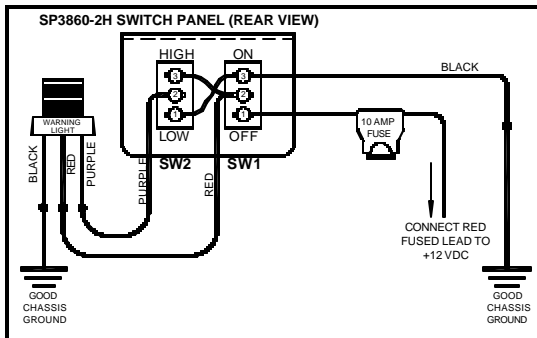 SP3860-2H SWITCH PANEL (REAR VIEW)
HIGH
ON
3
3
2
2
1
1
LOW
OFF
SW2
SW1
BLACK
10 AMP
FUSE
WARNING
LIGHT
BLACK
RED
PURPLE
PURPLE
RED
CONNECT RED
FUSED LEAD TO
+12 VDC
GOOD
CHASSIS
GROUND
GOOD
CHASSIS
GROUND